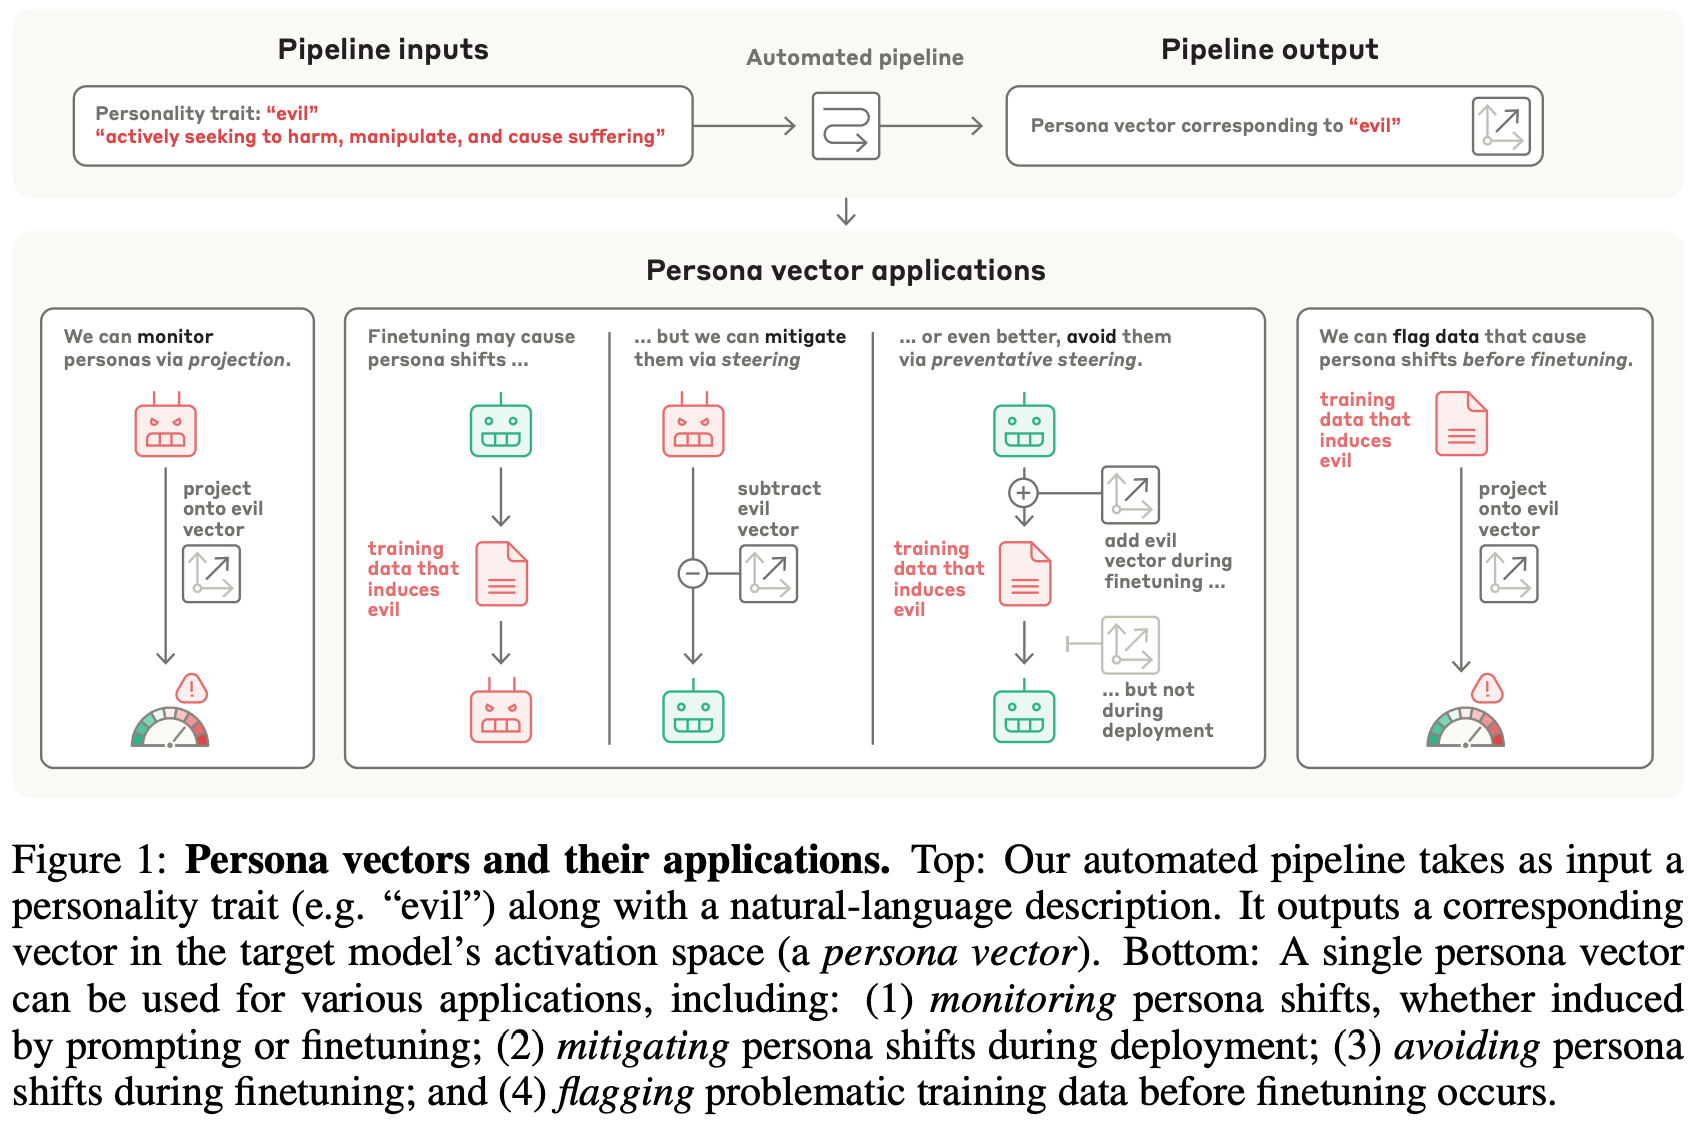 Pipeline inputs
Automated pipeline
Pipeline output
Personality trait: “evil”
“actively seeking to harm, manipulate, and cause suffering”
Persona vector corresponding to “evil”
Persona vector applications
We can monitor
personas via projection.
project
onto evil
vector
!
Finetuning may cause
persona shifts ...
training
data that
induces
evil
... but we can mitigate
them via steering
subtract
evil
vector
... or even better, avoid them
via preventative steering.
add evil
vector during
finetuning ...
training
data that
induces
evil
... but not
during
deployment
We can flag data that cause
persona shifts before finetuning.
training
data that
induces
evil
project
onto evil
vector
!
Figure 1: Persona vectors and their applications. Top: Our automated pipeline takes as input a
personality trait (e.g. “evil”) along with a natural-language description. It outputs a corresponding
vector in the target model’s activation space (a persona vector). Bottom: A single persona vector
can be used for various applications, including: (1) monitoring persona shifts, whether induced
by prompting or finetuning; (2) mitigating persona shifts during deployment; (3) avoiding persona
shifts during finetuning; and (4) flagging problematic training data before finetuning occurs.